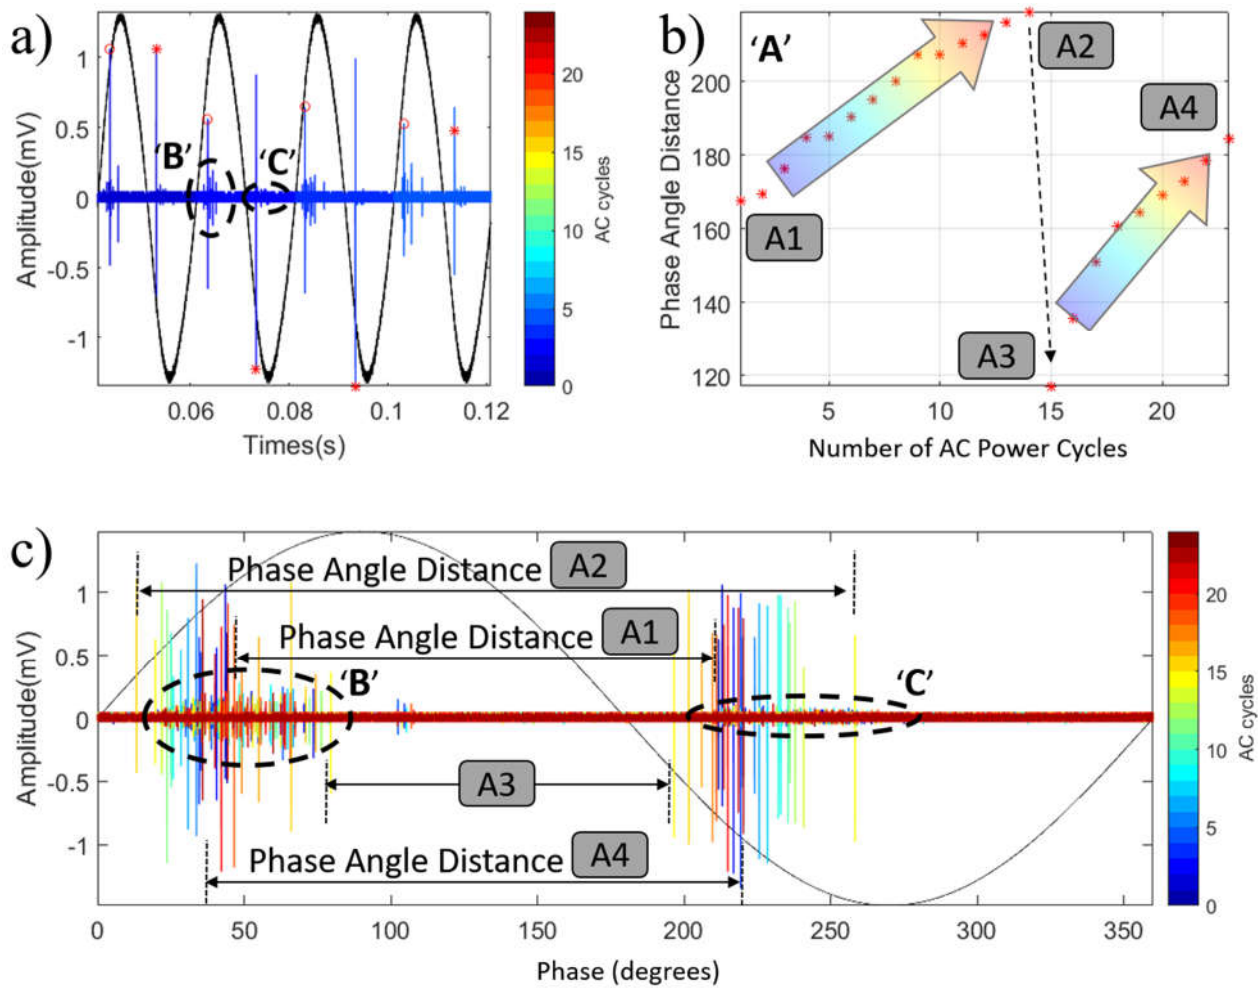 a)
Amplitude(mV)
1
0.5
0
-0.5
-1
'B'
'C'
0.06
0.08
0.1
0.12
Times(s)
20
15
10
5
0
AC cycles
b)
'A'
Phase Angle Distance
200
180
160
140
120
A1
A2
A3
A4
5
10
15
20
Number of AC Power Cycles
c)
Amplitude(mV)
1
0.5
0
-0.5
-1
Phase Angle Distance A2
Phase Angle Distance A1
'B'
'C'
A3
Phase Angle Distance A4
0
50
100
150
200
250
300
350
Phase (degrees)
20
15
10
5
0
AC cycles